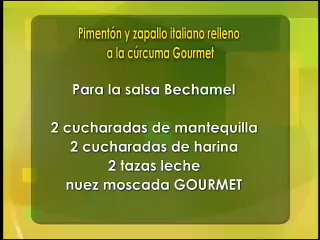 Pimentón y zapallo italiano relleno
a la cúrcuma Gourmet
Para la salsa Bechamel
2 cucharadas de mantequilla
2 cucharadas de harina
2 tazas leche
nuez moscada GOURMET